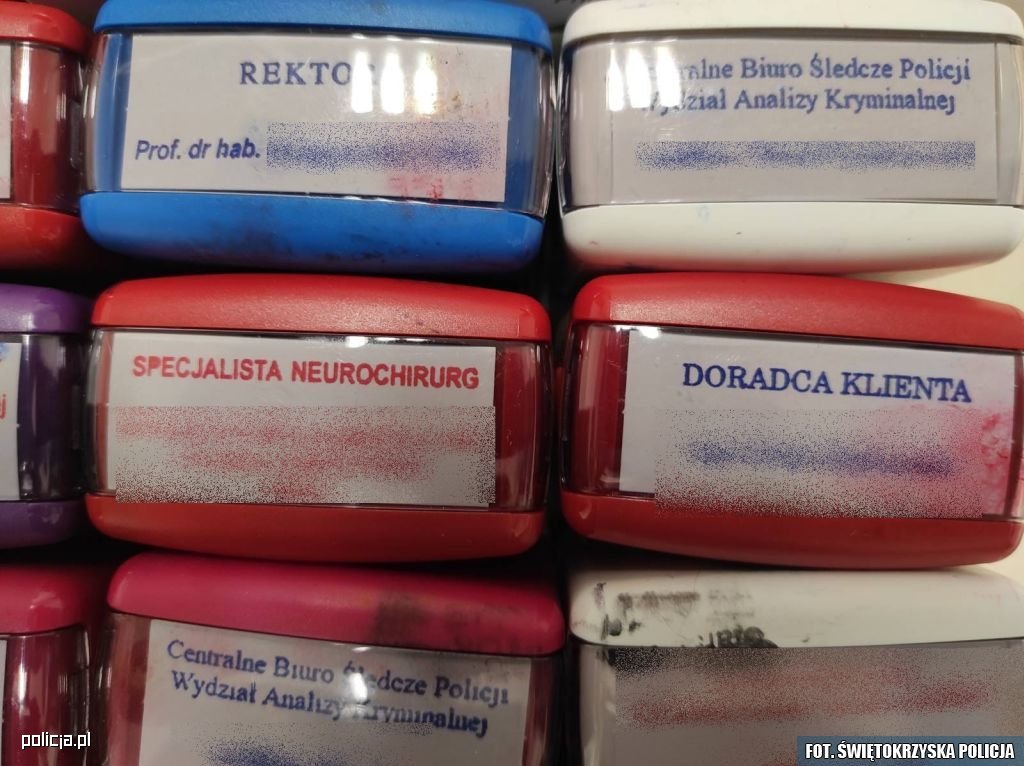 REKTOR
Prof. dr hab.
Centralne Biuro Śledcze Policji
Wydział Analizy Kryminalnej
SPECJALISTA NEUROCHIRURG
DORADCA KLIENTA
Centralne Biuro Śledcze Policji
Wydział Analizy Kryminalnej
policja.pl
FOT. ŚWIĘTOKRZYSKA POLICJA